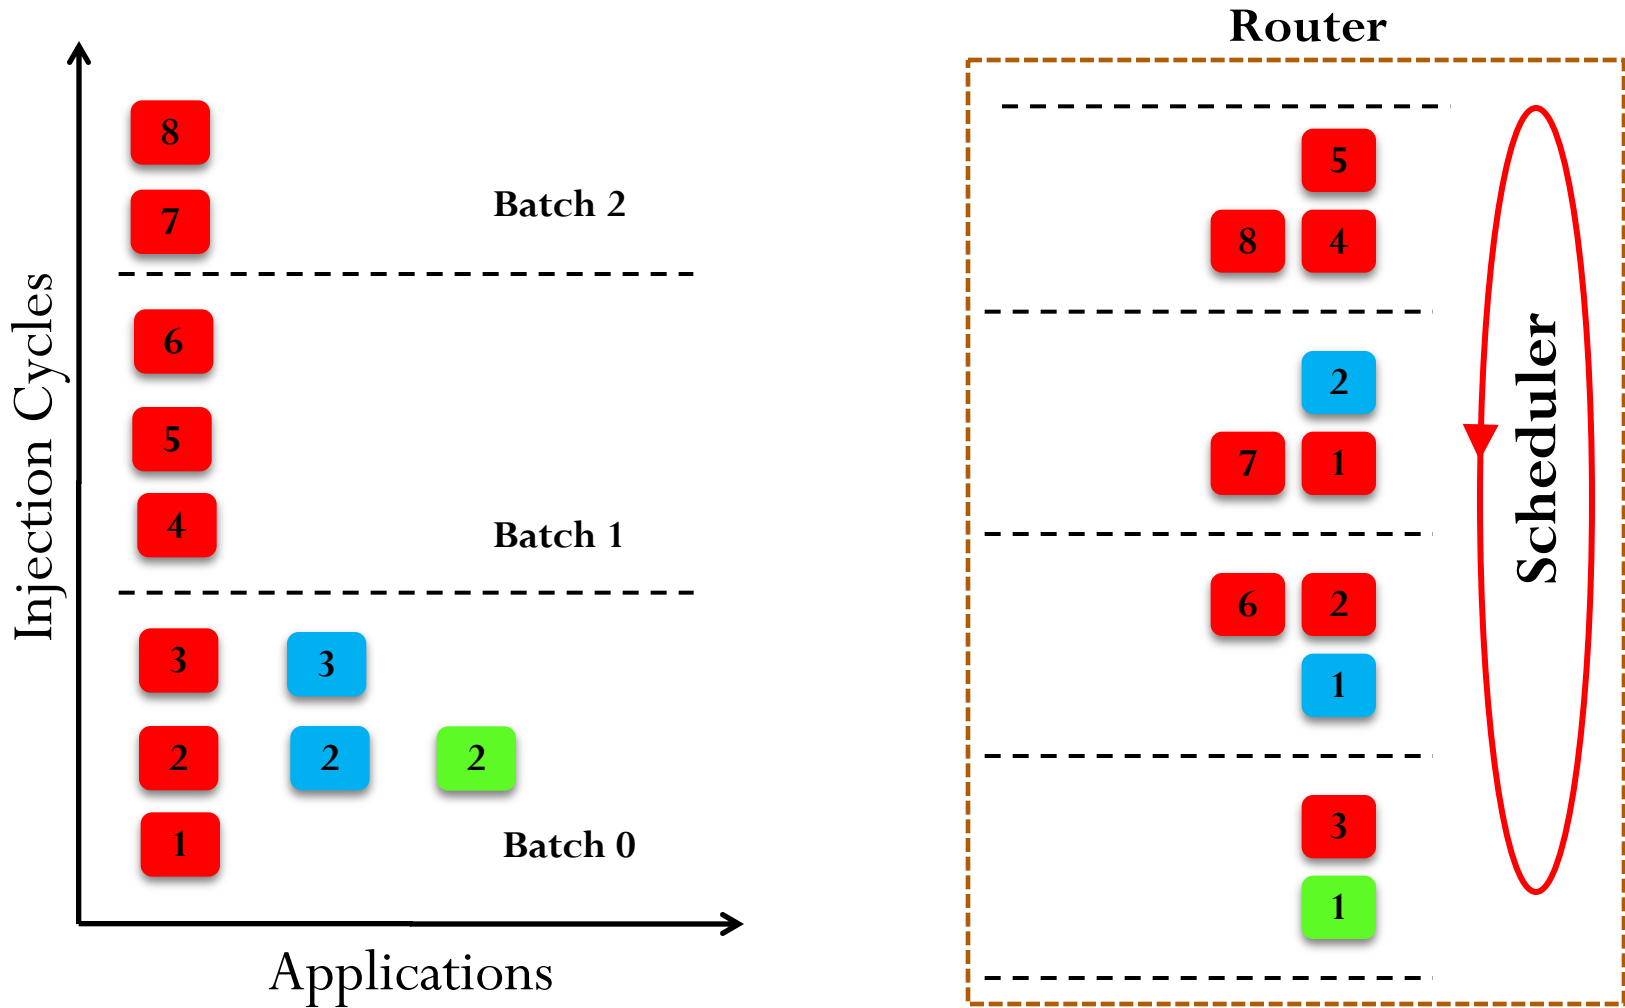 Router
8
7
Batch 2
6
5
4
Batch 1
3 3
2 2 2
1
Batch 0
Injection Cycles
Applications
5
8 4
2
7 1
6 2
1
3
1
Scheduler